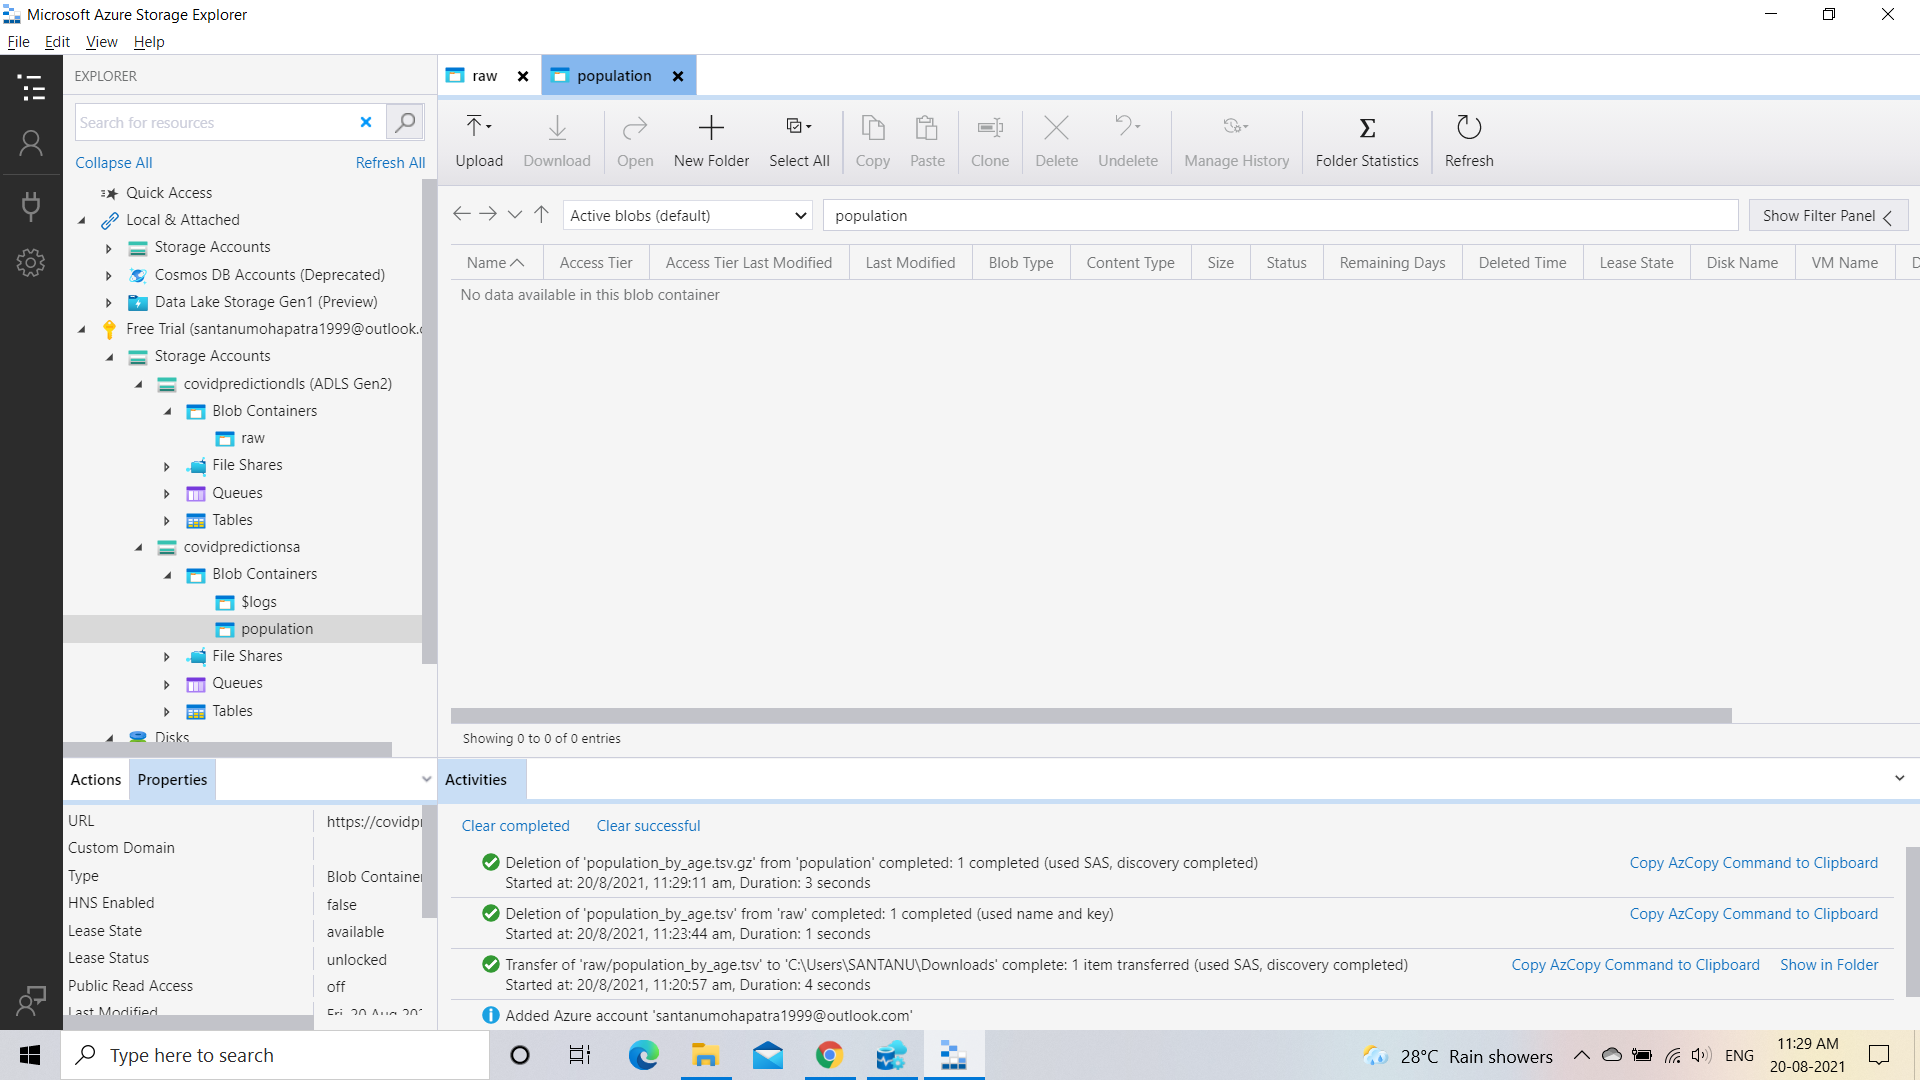 Microsoft Azure Storage Explorer
File Edit View Help
EXPLORER
Search for resources
Collapse All Refresh All
Quick Access
Local & Attached
Storage Accounts
Cosmos DB Accounts (Deprecated)
Data Lake Storage Gen1 (Preview)
Free Trial (santanumohapatra1999@outlook.
Storage Accounts
covidpredictiondls (ADLS Gen2)
Blob Containers
raw
File Shares
Queues
Tables
covidpredictionsa
Blob Containers
$logs
population
File Shares
Queues
Tables
Disks
raw population
Upload Download Open New Folder Select All Copy Paste Clone Delete Undelete Manage History Folder Statistics Refresh
Active blobs (default) population Show Filter Panel
Name Access Tier Access Tier Last Modified Last Modified Blob Type Content Type Size Status Remaining Days Deleted Time Lease State Disk Name VM Name D
No data available in this blob container
Showing 0 to 0 of 0 entries
Actions Properties
URL https://covidpr
Custom Domain
Type Blob Container
HNS Enabled false
Lease State available
Lease Status unlocked
Public Read Access off
Last Modified Fri, 20 Aug 202
Activities
Clear completed Clear successful
Deletion of 'population_by_age.tsv.gz' from 'population' completed: 1 completed (used SAS, discovery completed) Copy AzCopy Command to Clipboard
Started at: 20/8/2021, 11:29:11 am, Duration: 3 seconds
Deletion of 'population_by_age.tsv' from 'raw' completed: 1 completed (used name and key) Copy AzCopy Command to Clipboard
Started at: 20/8/2021, 11:23:44 am, Duration: 1 seconds
Transfer of 'raw/population_by_age.tsv' to 'C:\Users\SANTANU\Downloads' complete: 1 item transferred (used SAS, discovery completed) Copy AzCopy Command to Clipboard Show in Folder
Started at: 20/8/2021, 11:20:57 am, Duration: 4 seconds
Added Azure account 'santanumohapatra1999@outlook.com'
Type here to search
28°C Rain showers ENG
11:29 AM
20-08-2021